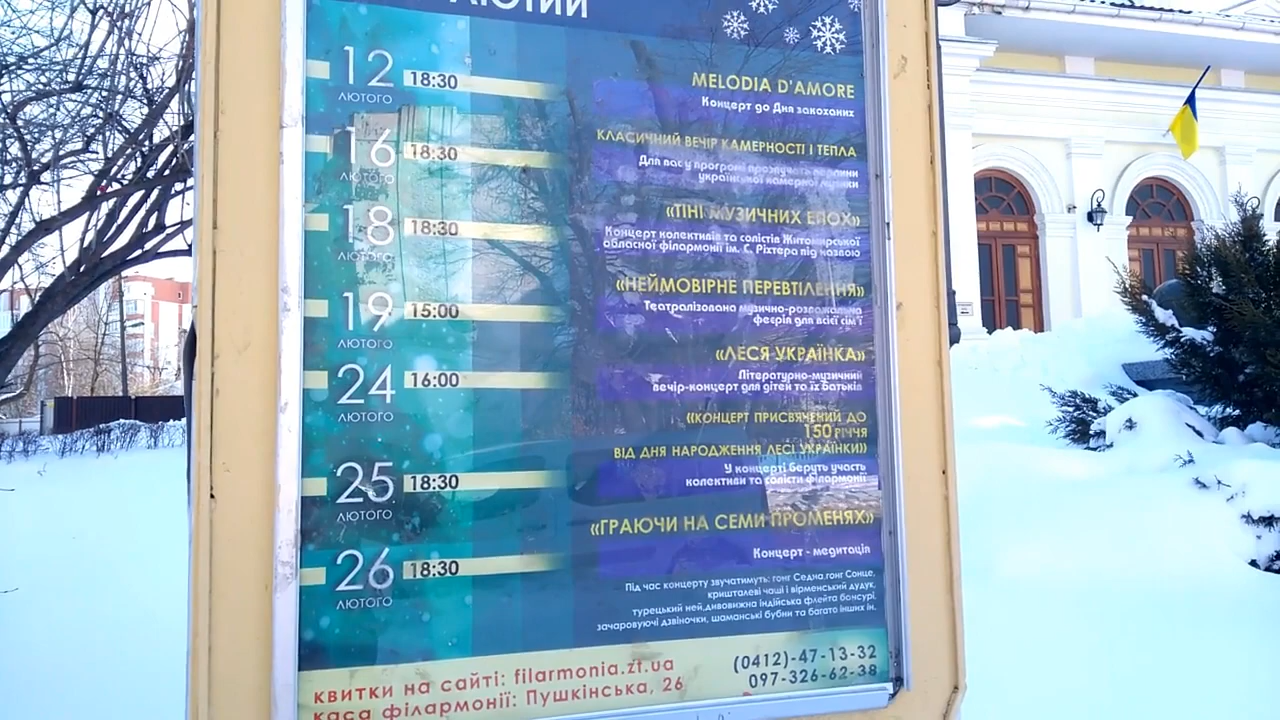 ЛЮТИЙ
12 ЛЮТОГО 18:30
MELODIA D'AMORE
Концерт до Дня закоханих
16 ЛЮТОГО 18:30
КЛАСИЧНИЙ ВЕЧІР КАМЕРНОСТІ І ТЕПЛА
Для вас у програмі прозвучать перлини
української камерної музики
18 ЛЮТОГО 18:30
«ТІНІ МУЗИЧНИХ ЕПОХ»
Концерт колективів та солістів Житомирської
обласної філармонії ім. С. Ріхтера під назвою
19 ЛЮТОГО 15:00
«НЕЙМОВІРНЕ ПЕРЕВТІЛЕННЯ»
Театралізована музично-розважальна
феєрія для всієї сім'ї
24 ЛЮТОГО 16:00
«ЛЕСЯ УКРАЇНКА»
Літературно-музичний
вечір-концерт для дітей та їх батьків
25 ЛЮТОГО 18:30
«КОНЦЕРТ ПРИСВЯЧЕНИЙ ДО
150 РІЧЧЯ
ВІД ДНЯ НАРОДЖЕННЯ ЛЕСІ УКРАЇНКИ»
У концерті беруть участь
колективи та солісти філармонії
26 ЛЮТОГО 18:30
«ГРАЮЧИ НА СЕМИ ПРОМЕНЯХ»
Концерт - медитація
Під час концерту звучатимуть: гонг Седна,гонг Сонце,
кришталеві чаші і вірменський дудук,
турецький ней,дивовижна індійська флейта бонсурі,
зачаровуючі дзвіночки, шаманські бубни та багато інших ін.
квитки на сайті: filarmonia.zt.ua
каса філармонії: Пушкінська, 26
(0412)-47-13-32
097-326-62-38